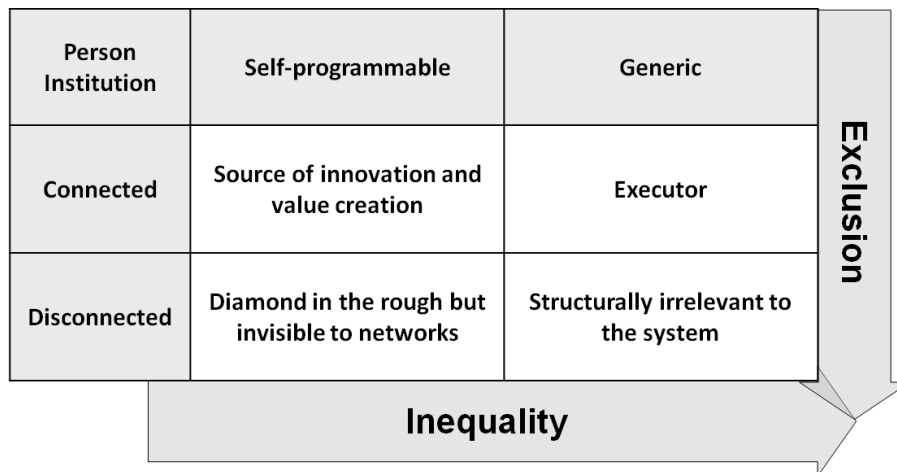 Person
Institution
Self-programmable
Generic
Connected
Source of innovation and
value creation
Executor
Disconnected
Diamond in the rough but
invisible to networks
Structurally irrelevant to
the system
Exclusion
Inequality